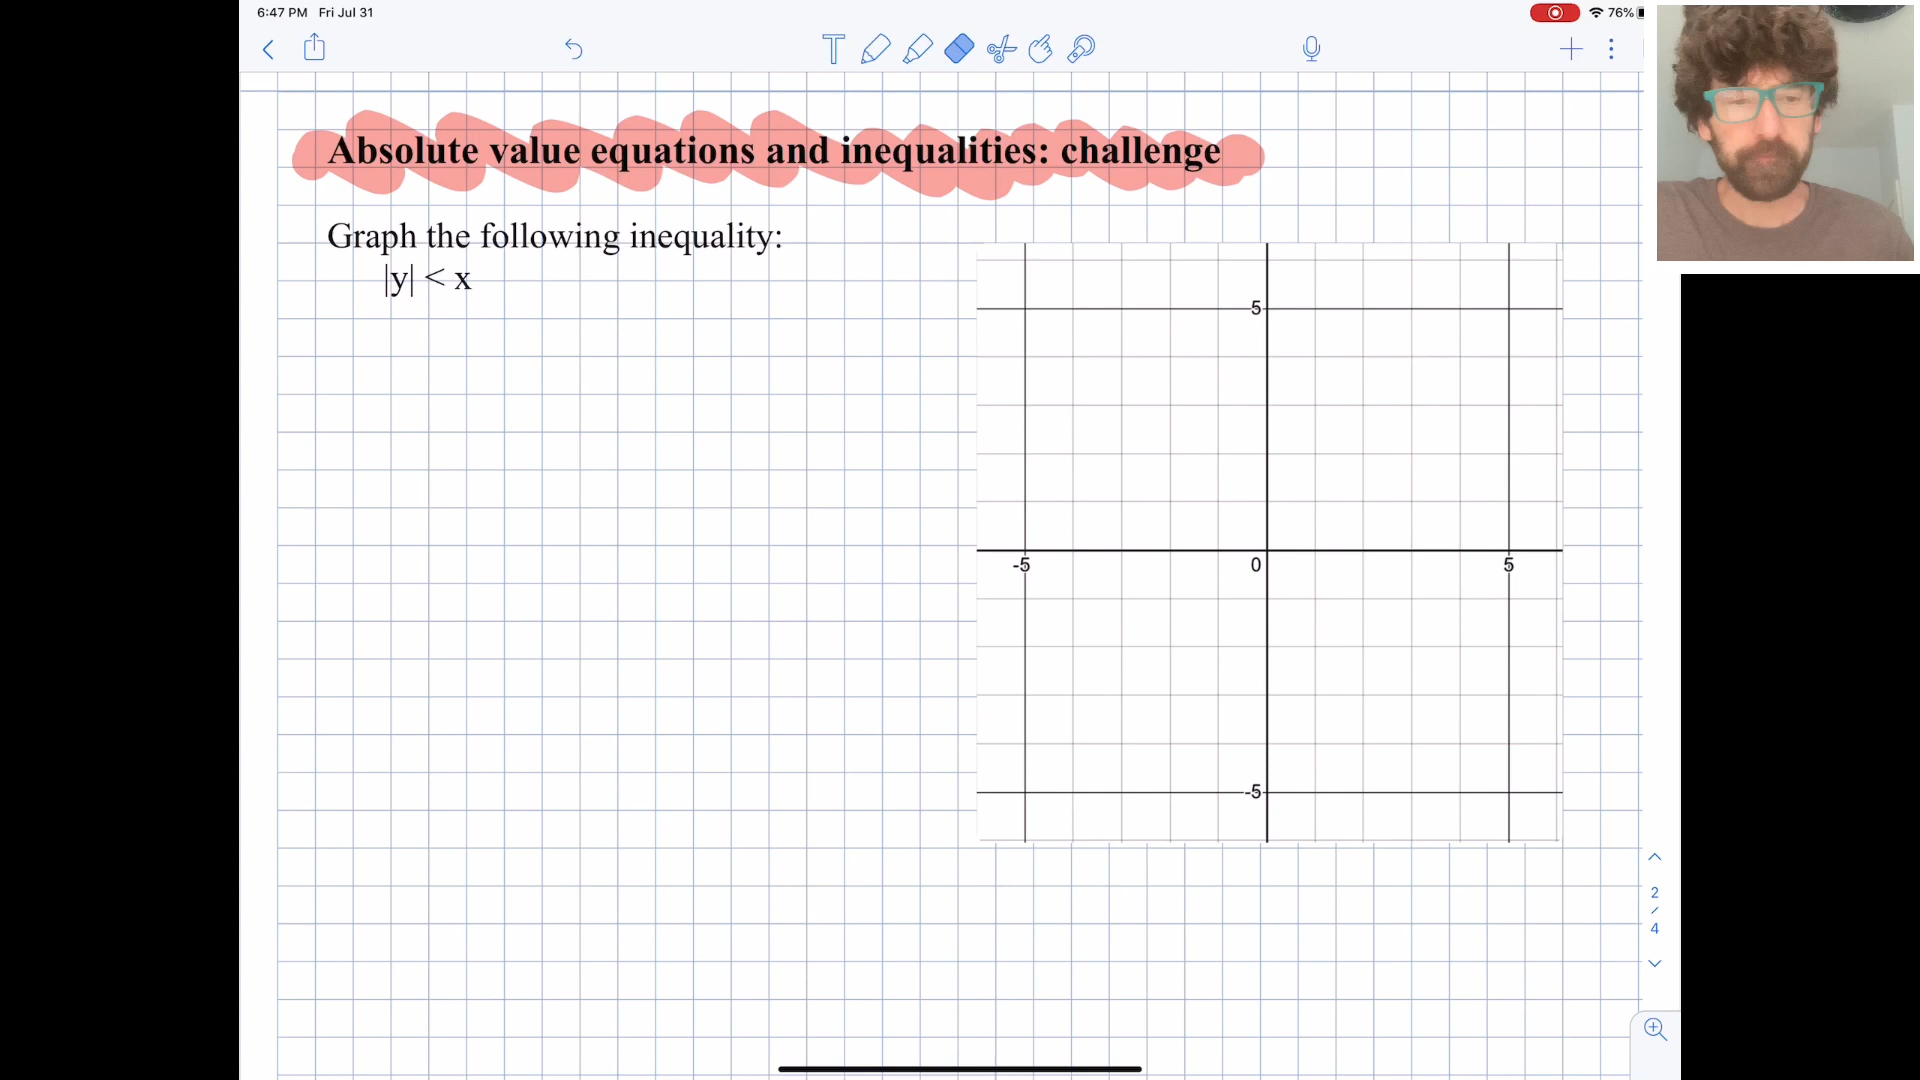 6:47 PM Fri Jul 31
76%
T
Absolute value equations and inequalities: challenge
Graph the following inequality:
|y| < x
5
-5
0
5
-5
2
/
4